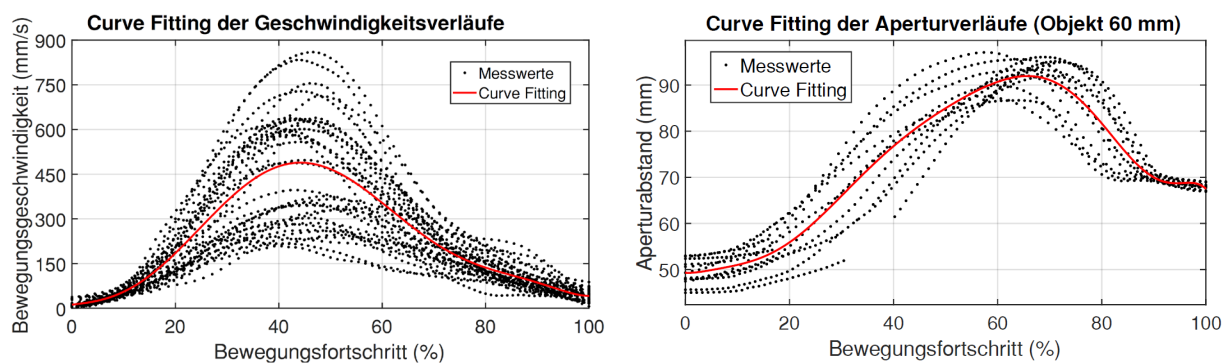 Curve Fitting der Geschwindigkeitsverläufe
Bewegungsgeschwindigkeit (mm/s)
900
750
600
450
300
150
0
Messwerte
Curve Fitting
0 20 40 60 80 100
Bewegungsfortschritt (%)
Curve Fitting der Aperturverläufe (Objekt 60 mm)
Aperturabstand (mm)
90
80
70
60
50
Messwerte
Curve Fitting
0 20 40 60 80 100
Bewegungsfortschritt (%)